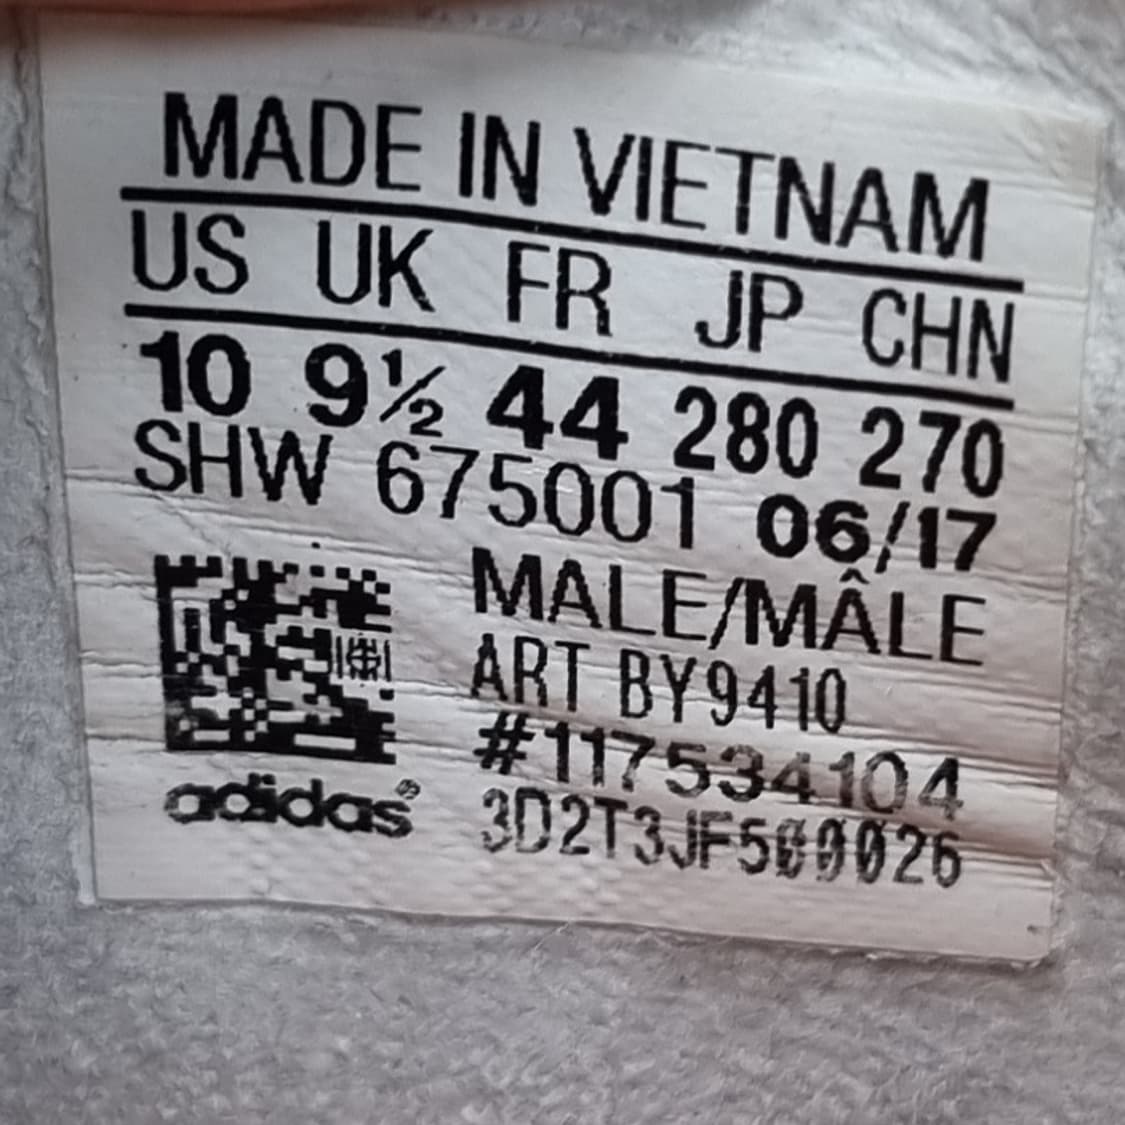 MADE IN VIETNAM
US UK FR JP CHN
10 9½ 44 280 270
SHW 675001 06/17
MALE/MÂLE
ART BY9410
#117534104
adidas®
3D2T3JF500026